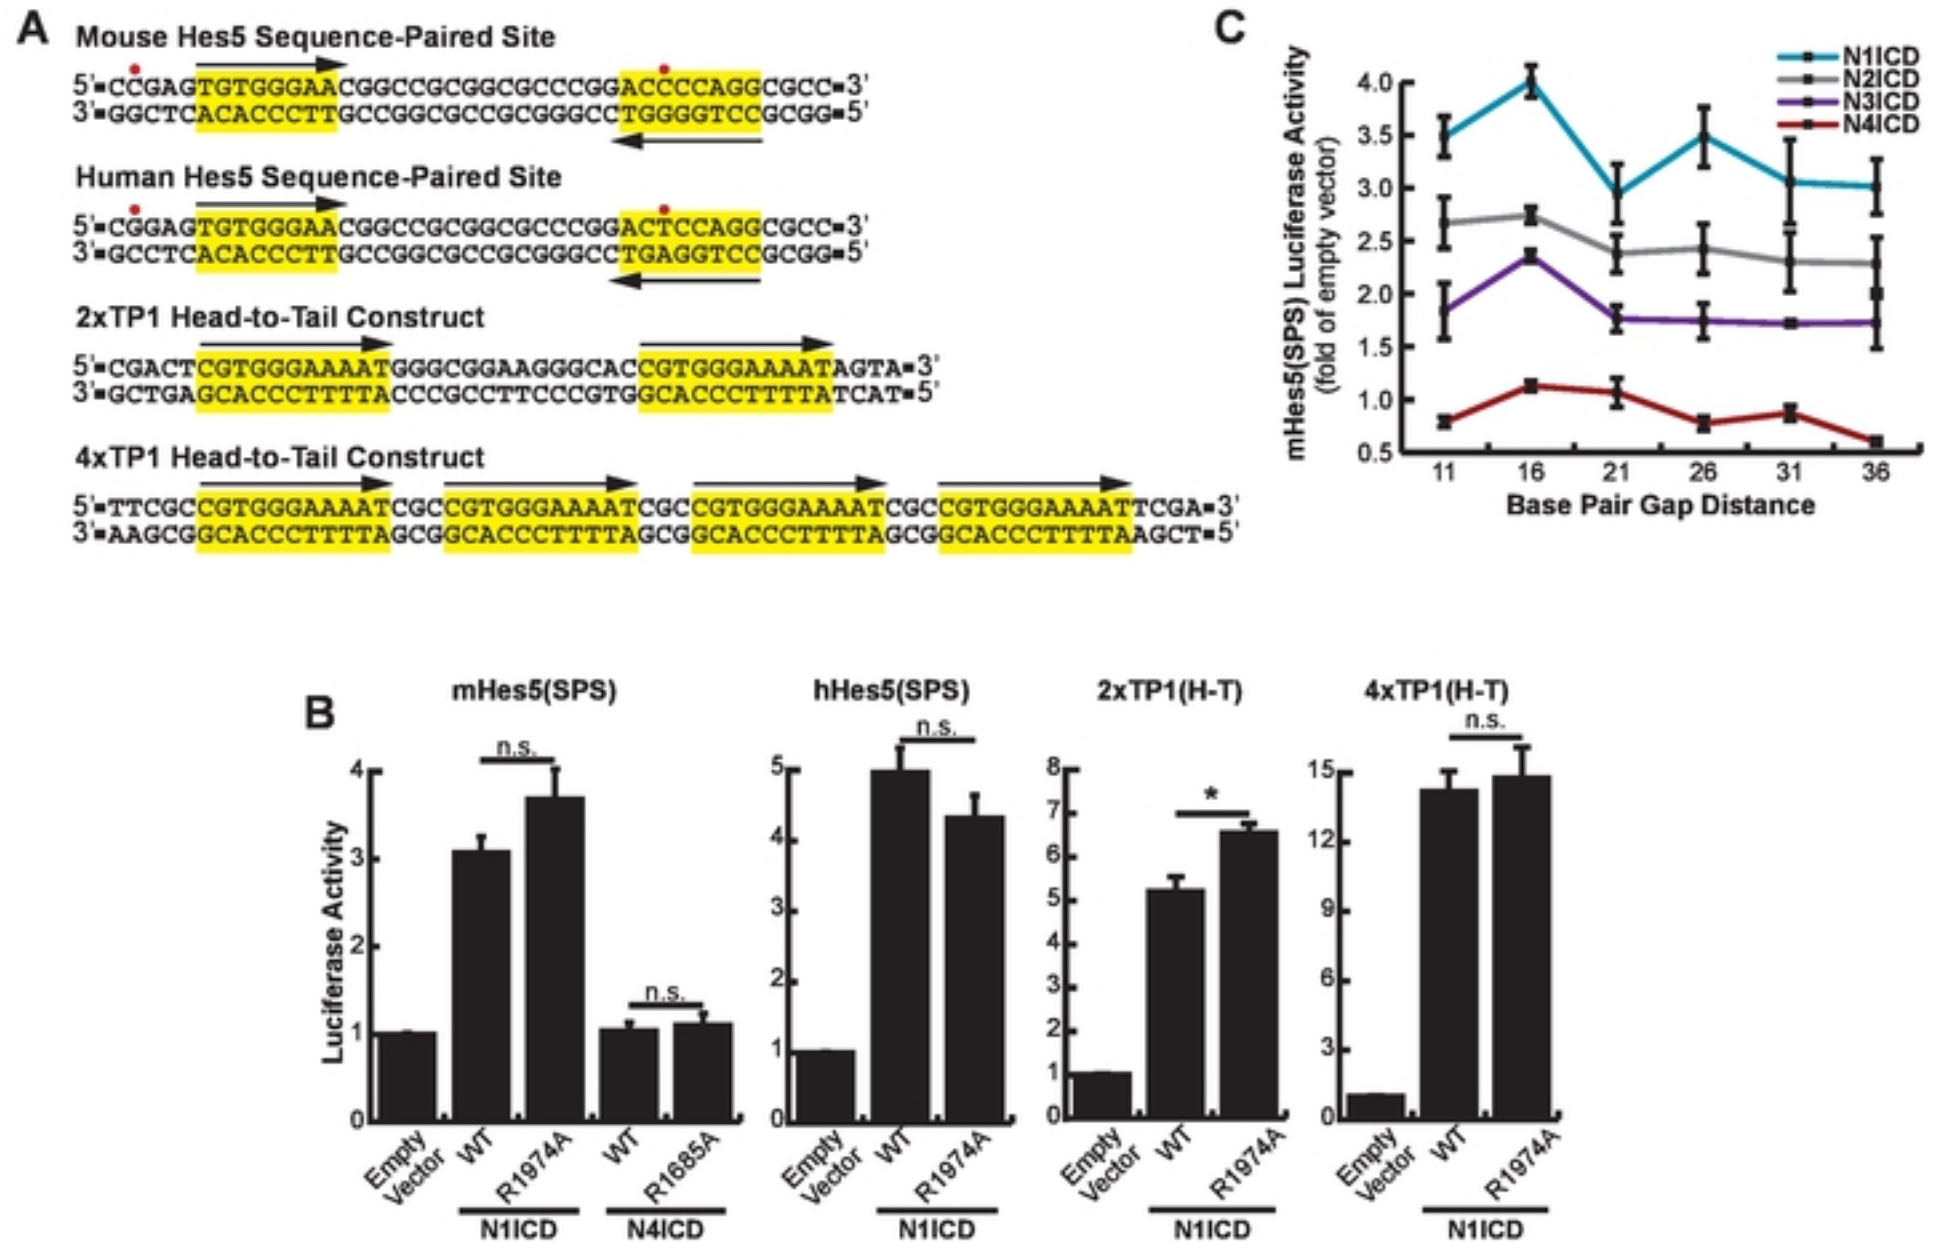 A
Mouse Hes5 Sequence-Paired Site
5'-CCGAGTGTGGGAACGGCCGCGGCGCCCGGACCCCAGGCGCC-3'
3'-GGCTCACACCCTTGCCGGCGCCGCGGGCCTGGGGTCCGCGG-5'
Human Hes5 Sequence-Paired Site
5'-CGGAGTGTGGGAACGGCCGCGGCGCCCGGACTCCAGGCGCC-3'
3'-GCCTCACACCCTTGCCGGCGCCGCGGGCCTGAGGTCCGCGG-5'
2xTP1 Head-to-Tail Construct
5'-CGACTCGTGGGAAAATGGGCGGAAGGGCACCGTGGGAAAATAGTA-3'
3'-GCTGAGCACCCTTTTACCCGCCTTCCCGTGGCACCCTTTTATCAT-5'
4xTP1 Head-to-Tail Construct
5'-TTCGCCGTGGGAAAATCGCCGTGGGAAAATCGCCGTGGGAAAATCGCCGTGGGAAAATTCGA-3'
3'-AAGCGGCACCCTTTTAGCGGCACCCTTTTAGCGGCACCCTTTTAGCGGCACCCTTTTAAGCT-5'
C
mHes5(SPS) Luciferase Activity
(fold of empty vector)
4.0
3.5
3.0
2.5
2.0
1.5
1.0
0.5
11 16 21 26 31 36
Base Pair Gap Distance
N1ICD
N2ICD
N3ICD
N4ICD
B
Luciferase Activity
mHes5(SPS)
4
3
2
1
0
n.s.
n.s.
Empty Vector WT R1974A WT R1685A
N1ICD N4ICD
hHes5(SPS)
n.s.
5
4
3
2
1
0
Empty Vector WT R1974A
N1ICD
2xTP1(H-T)
8
7
6
5
4
3
2
1
0
*
Empty Vector WT R1974A
N1ICD
4xTP1(H-T)
n.s.
15
12
9
6
3
0
Empty Vector WT R1974A
N1ICD